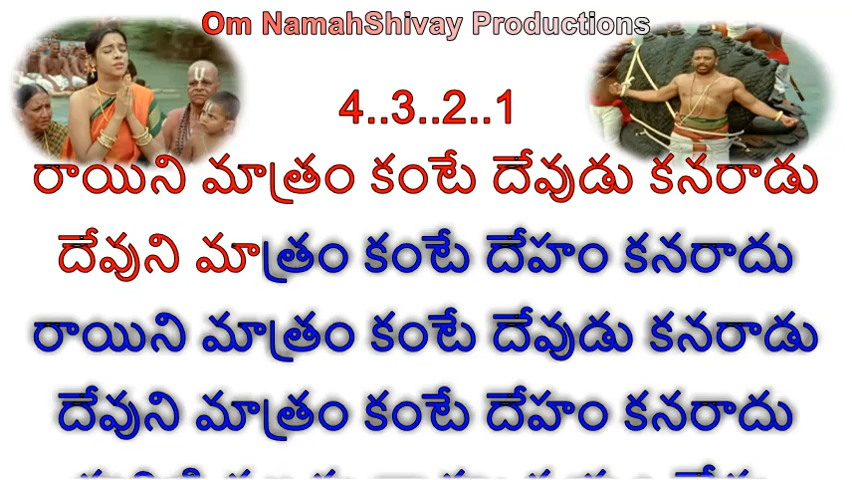 Om NamahShivay Productions
4..3..2..1
రాయిని మాత్రం కంటే దేవుడు కనరాడు
దేవుని మాత్రం కంటే దేహం కనరాదు
రాయిని మాత్రం కంటే దేవుడు కనరాడు
దేవుని మాత్రం కంటే దేహం కనరాదు